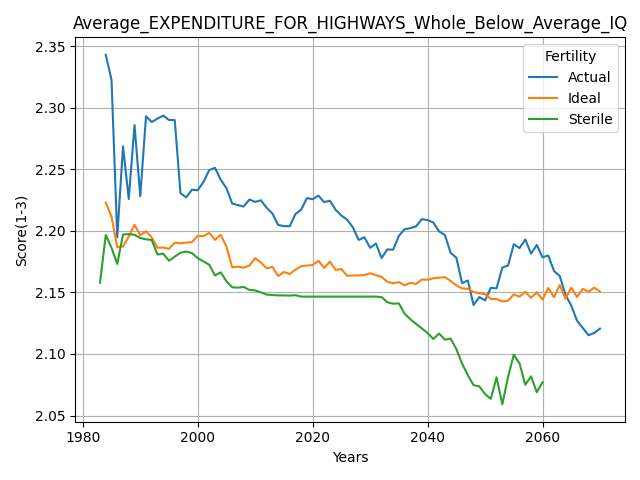 Average_EXPENDITURE_FOR_HIGHWAYS_Whole_Below_Average_IQ
Fertility
Actual
Ideal
Sterile
Score(1-3)
2.35
2.30
2.25
2.20
2.15
2.10
2.05
1980
2000
2020
2040
2060
Years